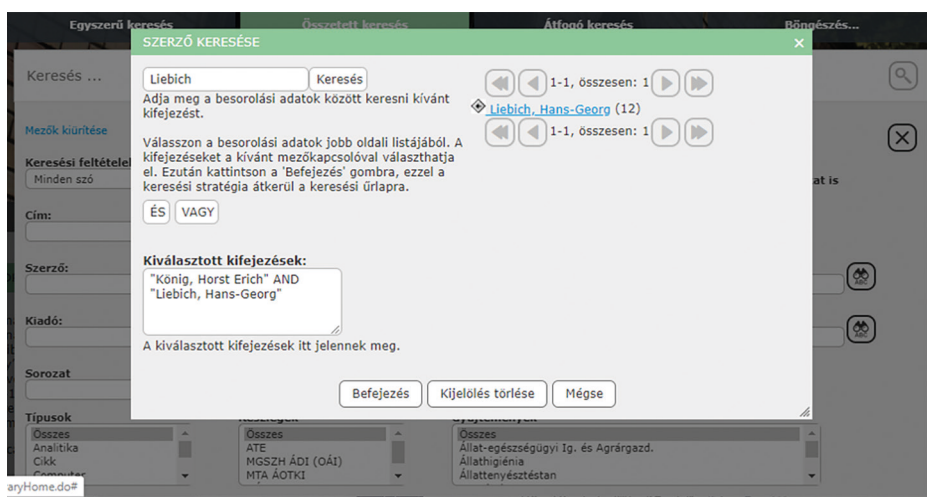 Egyszerű keresés
Összetett keresés
Átfogó keresés
Böngészés...
SZERZŐ KERESÉSE
Keresés ...
Liebich
Keresés
Adja meg a besorolási adatok között keresni kívánt
kifejezést.
Válasszon a besorolási adatok jobb oldali listájából. A
kifejezéseket a kívánt mezőkapcsolóval választhatja
el. Ezután kattintson a 'Befejezés' gombra, ezzel a
keresési stratégia átkerül a keresési űrlapra.
ÉS
VAGY
Kiválasztott kifejezések:
"König, Horst Erich" AND
"Liebich, Hans-Georg"
A kiválasztott kifejezések itt jelennek meg.
1-1, összesen: 1
Liebich, Hans-Georg (12)
1-1, összesen: 1
Befejezés
Kijelölés törlése
Mégse
Mezők kiürítése
Keresési feltétele
Minden szó
at is
Cím:
Szerző:
ABC
Kiadó:
ABC
Sorozat
Típusok
Összes
Analitika
Cikk
Összes
ATE
MGSZH ÁDI (OÁI)
MTA ÁOTKI
Összes
Állat-egészségügyi Ig. és Agrárgazd.
Állathigiénia
Állattenyésztéstan
aryHome.do#